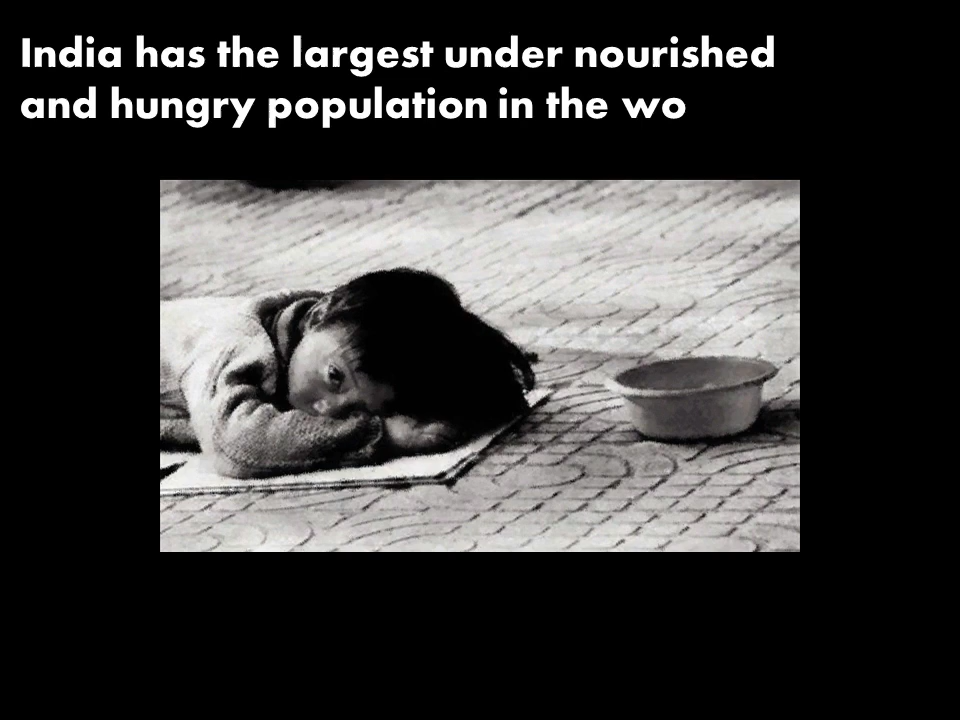 India has the largest under nourished
and hungry population in the wo